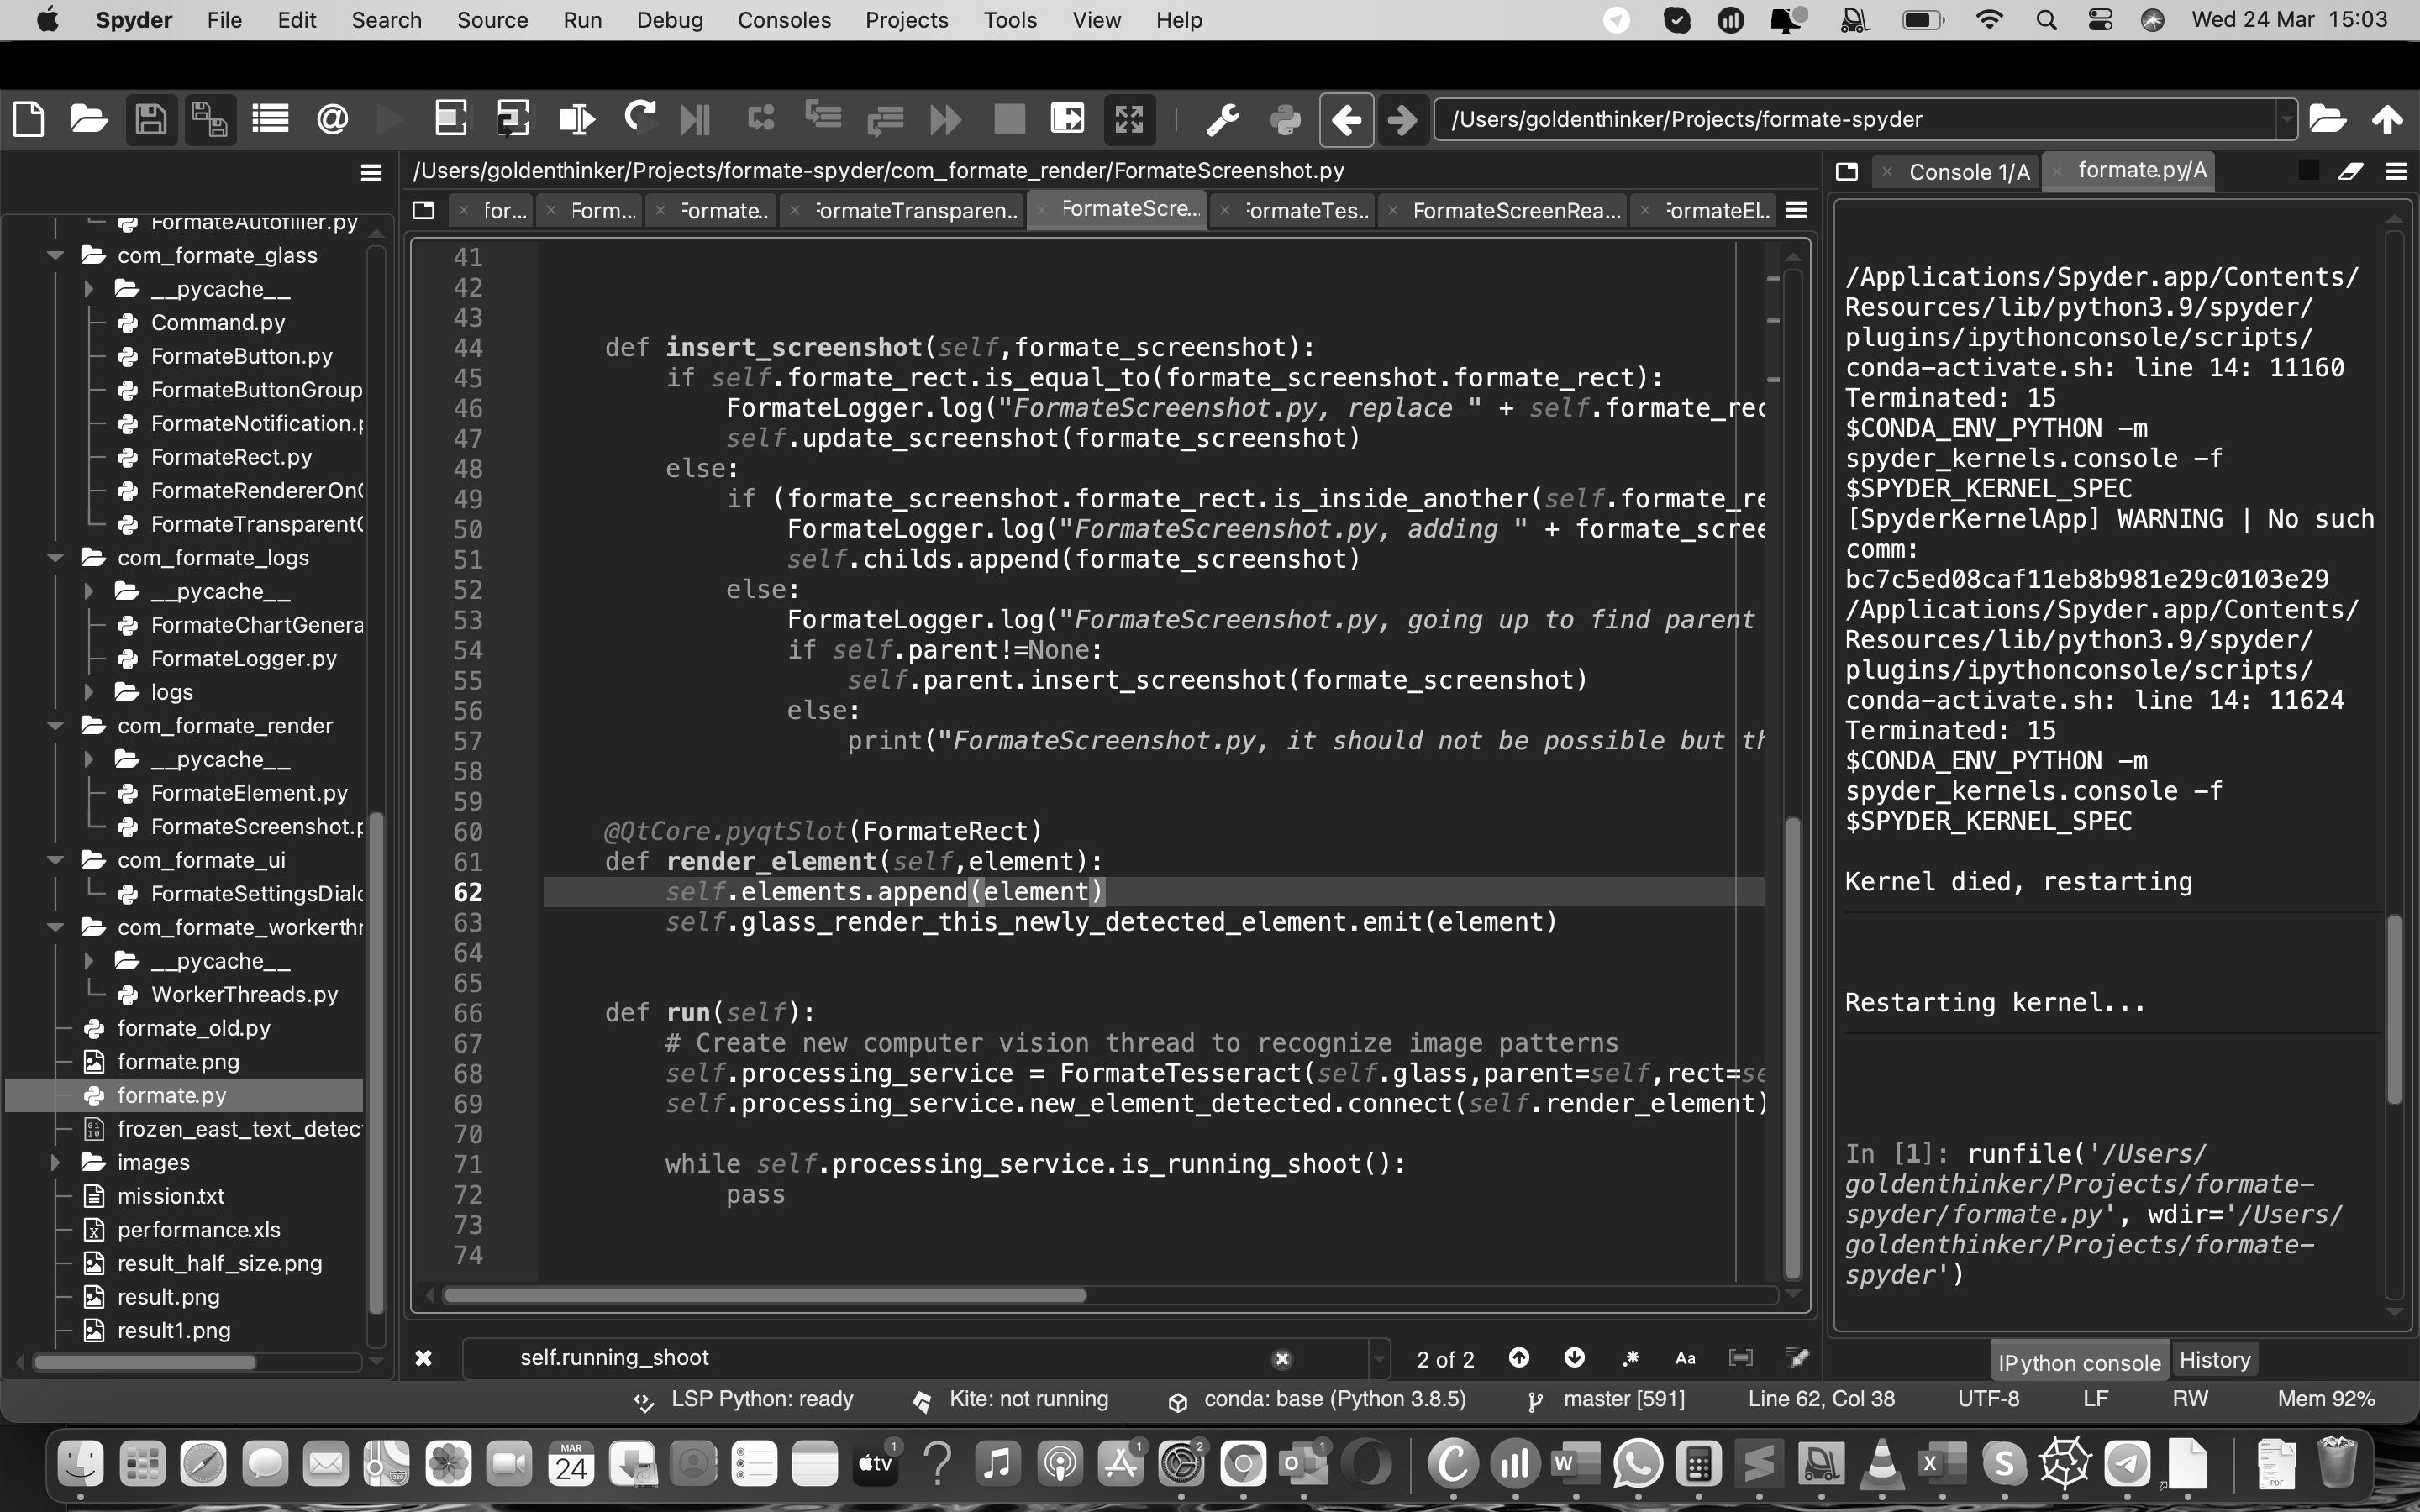 Spyder File Edit Search Source Run Debug Consoles Projects Tools View Help Wed 24 Mar 15:03
/Users/goldenthinker/Projects/formate-spyder
/Users/goldenthinker/Projects/formate-spyder/com_formate_render/FormateScreenshot.py
for... Form... Formate.. ormateTransparen.. FormateScre... ormateTes.. FormateScreenRea... ormateEl..
Console 1/A formate.py/A
FormateAutofiller.py
com_formate_glass
__pycache__
Command.py
FormateButton.py
FormateButtonGroup
FormateNotification.p
FormateRect.py
FormateRendererOn
FormateTransparent
com_formate_logs
__pycache__
FormateChartGenera
FormateLogger.py
logs
com_formate_render
__pycache__
FormateElement.py
FormateScreenshot.p
com_formate_ui
FormateSettingsDialo
com_formate_workerthr
__pycache__
WorkerThreads.py
formate_old.py
formate.png
formate.py
frozen_east_text_detec
images
mission.txt
performance.xls
result_half_size.png
result.png
result1.png
41
42
43
44 def insert_screenshot(self,formate_screenshot):
45 if self.formate_rect.is_equal_to(formate_screenshot.formate_rect):
46 FormateLogger.log("FormateScreenshot.py, replace " + self.formate_rec
47 self.update_screenshot(formate_screenshot)
48 else:
49 if (formate_screenshot.formate_rect.is_inside_another(self.formate_re
50 FormateLogger.log("FormateScreenshot.py, adding " + formate_scree
51 self.childs.append(formate_screenshot)
52 else:
53 FormateLogger.log("FormateScreenshot.py, going up to find parent
54 if self.parent!=None:
55 self.parent.insert_screenshot(formate_screenshot)
56 else:
57 print("FormateScreenshot.py, it should not be possible but th
58
59
60 @QtCore.pyqtSlot(FormateRect)
61 def render_element(self,element):
62 self.elements.append(element)
63 self.glass_render_this_newly_detected_element.emit(element)
64
65
66 def run(self):
67 # Create new computer vision thread to recognize image patterns
68 self.processing_service = FormateTesseract(self.glass,parent=self,rect=se
69 self.processing_service.new_element_detected.connect(self.render_element)
70
71 while self.processing_service.is_running_shoot():
72 pass
73
74
/Applications/Spyder.app/Contents/
Resources/lib/python3.9/spyder/
plugins/ipythonconsole/scripts/
conda-activate.sh: line 14: 11160
Terminated: 15
$CONDA_ENV_PYTHON -m
spyder_kernels.console -f
$SPYDER_KERNEL_SPEC
[SpyderKernelApp] WARNING | No such
comm:
bc7c5ed08caf11eb8b981e29c0103e29
/Applications/Spyder.app/Contents/
Resources/lib/python3.9/spyder/
plugins/ipythonconsole/scripts/
conda-activate.sh: line 14: 11624
Terminated: 15
$CONDA_ENV_PYTHON -m
spyder_kernels.console -f
$SPYDER_KERNEL_SPEC
Kernel died, restarting
Restarting kernel...
In [1]: runfile('/Users/
goldenthinker/Projects/formate-
spyder/formate.py', wdir='/Users/
goldenthinker/Projects/formate-
spyder')
self.running_shoot 2 of 2 Aa
IPython console History
LSP Python: ready Kite: not running conda: base (Python 3.8.5) master [591] Line 62, Col 38 UTF-8 LF RW Mem 92%
MAR
24
tv
1
1
2
1
PDF